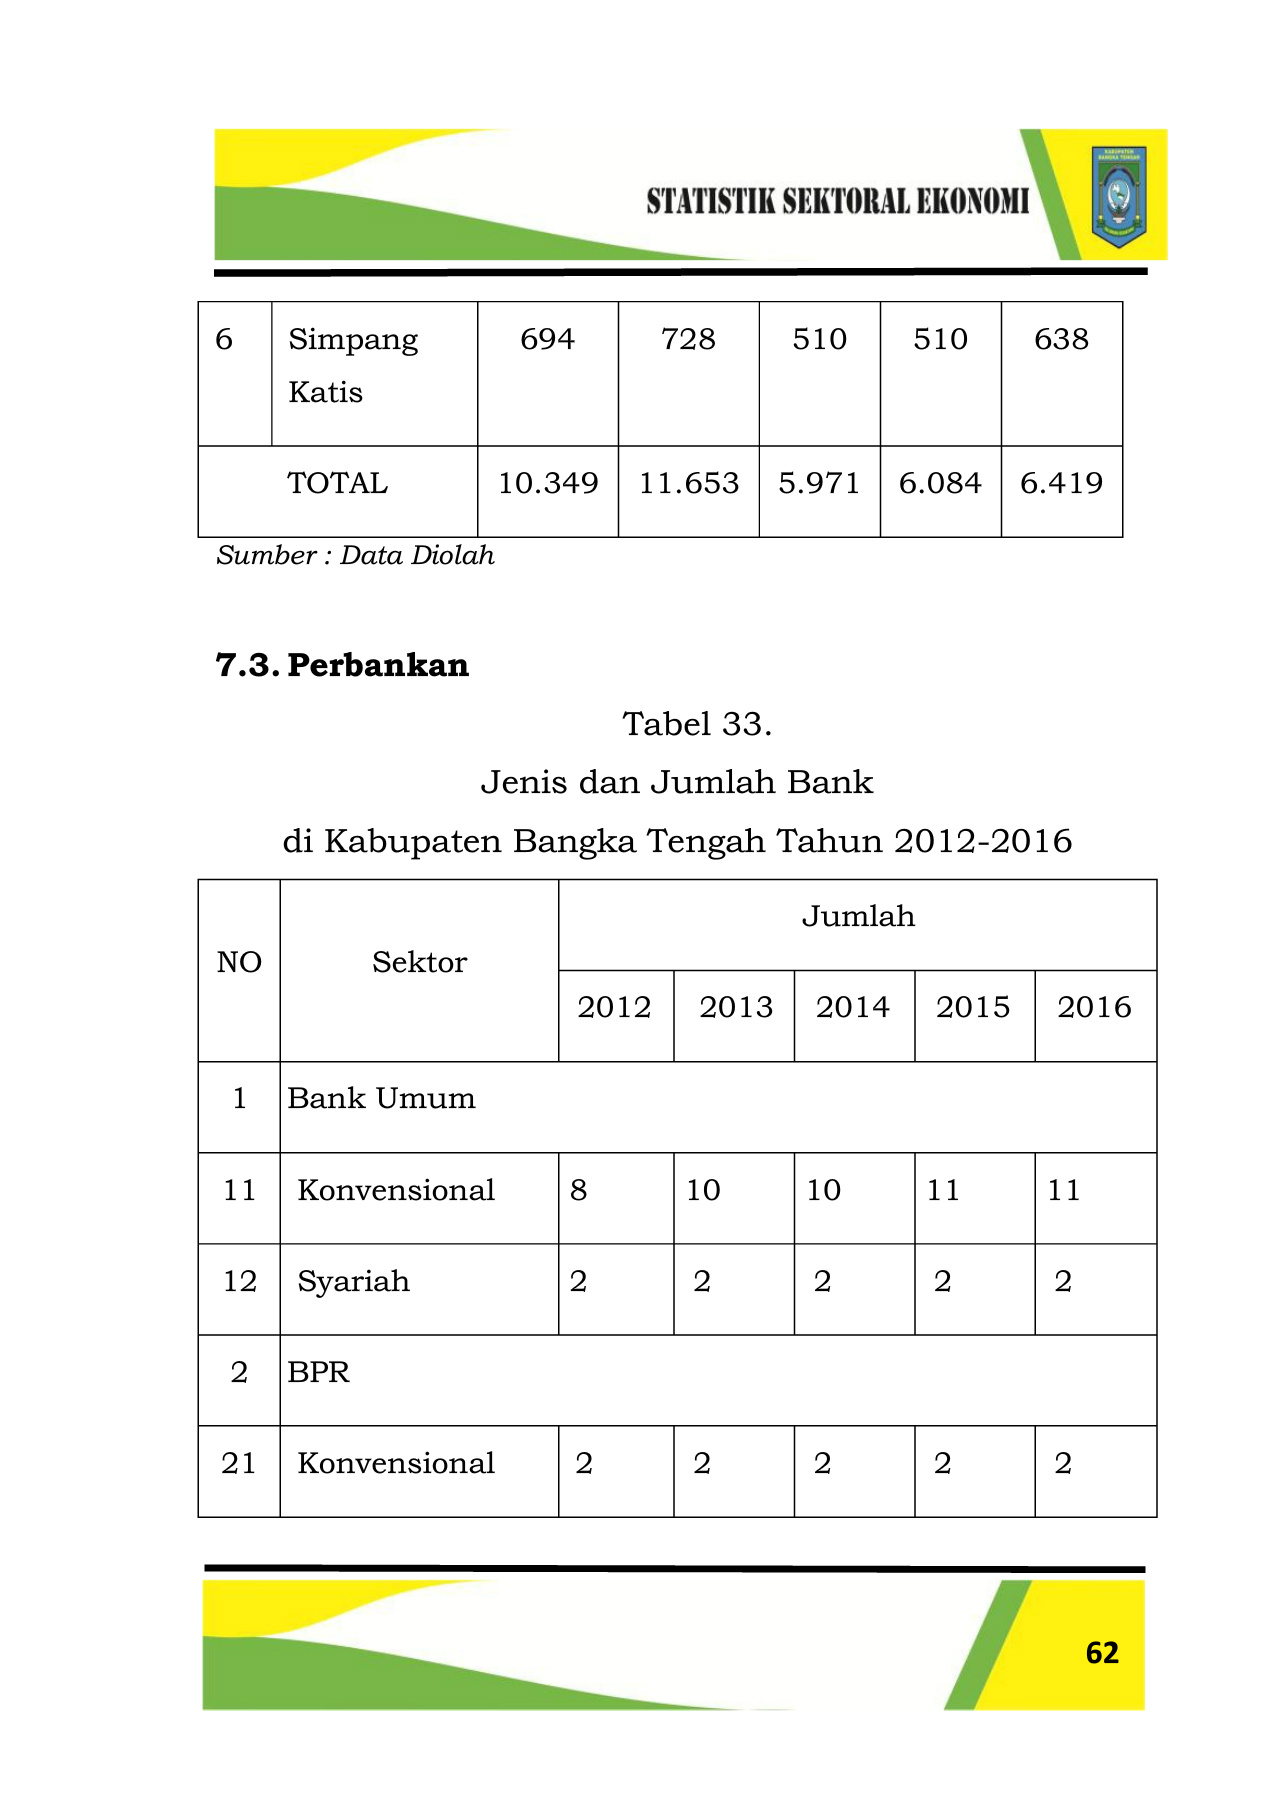 KABUPATEN
BANGKA TENGAH
STATISTIK SEKTORAL EKONOMI
6 Simpang Katis 694 728 510 510 638
TOTAL 10.349 11.653 5.971 6.084 6.419
Sumber : Data Diolah
7.3. Perbankan
Tabel 33.
Jenis dan Jumlah Bank
di Kabupaten Bangka Tengah Tahun 2012-2016
NO Sektor Jumlah
2012 2013 2014 2015 2016
1 Bank Umum
11 Konvensional 8 10 10 11 11
12 Syariah 2 2 2 2 2
2 BPR
21 Konvensional 2 2 2 2 2
62